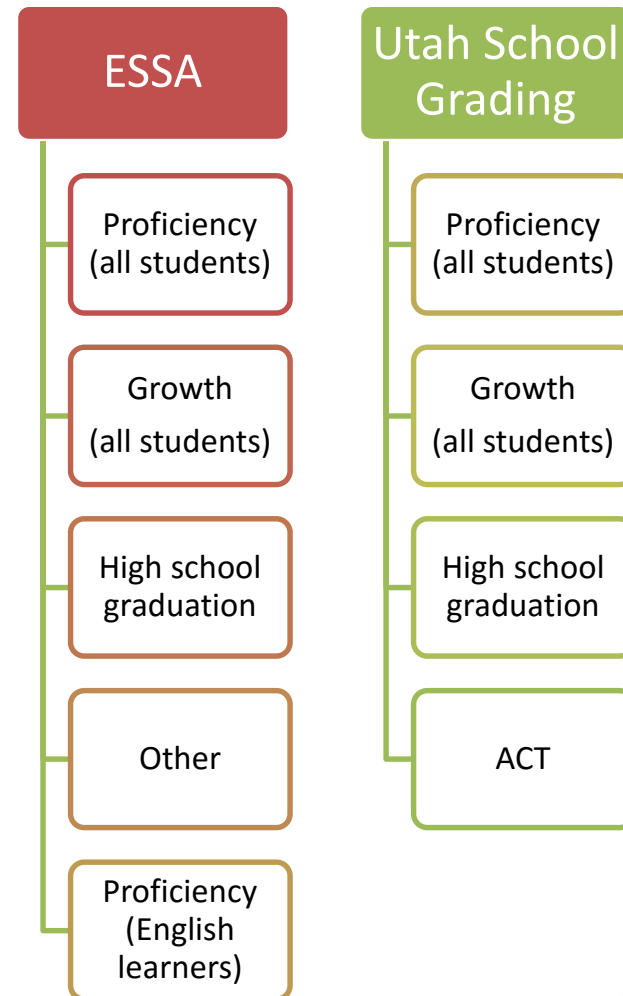 ESSA
Proficiency
(all students)
Growth
(all students)
High school
graduation
Other
Proficiency
(English
learners)
Utah School
Grading
Proficiency
(all students)
Growth
(all students)
High school
graduation
ACT